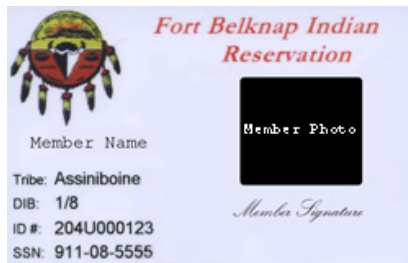 Fort Belknap Indian
Reservation
Member Name
Member Photo
Tribe: Assiniboine
DIB: 1/8
Member Signature
ID #: 204U000123
SSN: 911-08-5555